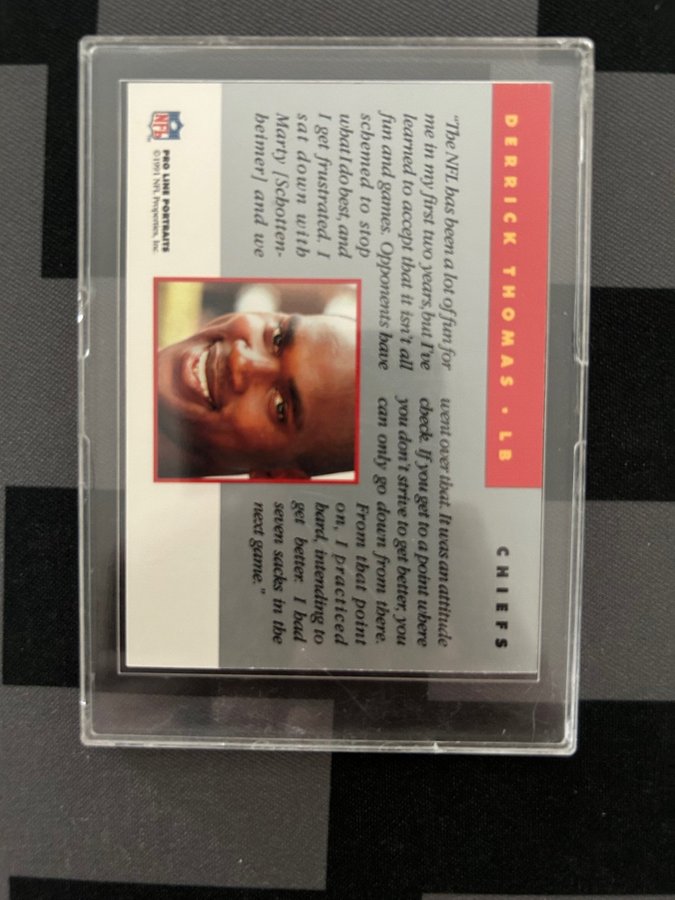 DERRICK THOMAS • LB
CHIEFS
"The NFL has been a lot of fun for
me in my first two years, but I've
learned to accept that it isn't all
fun and games. Opponents have
schemed to stop
what I do best, and
I get frustrated. I
sat down with
Marty [Schotten-
heimer] and we
went over that. It was an attitude
check. If you get to a point where
you don't strive to get better, you
can only go down from there.
From that point
on, I practiced
hard, intending to
get better. I had
seven sacks in the
next game."
NFL
PRO LINE PORTRAITS
©1991 NFL Properties, Inc.